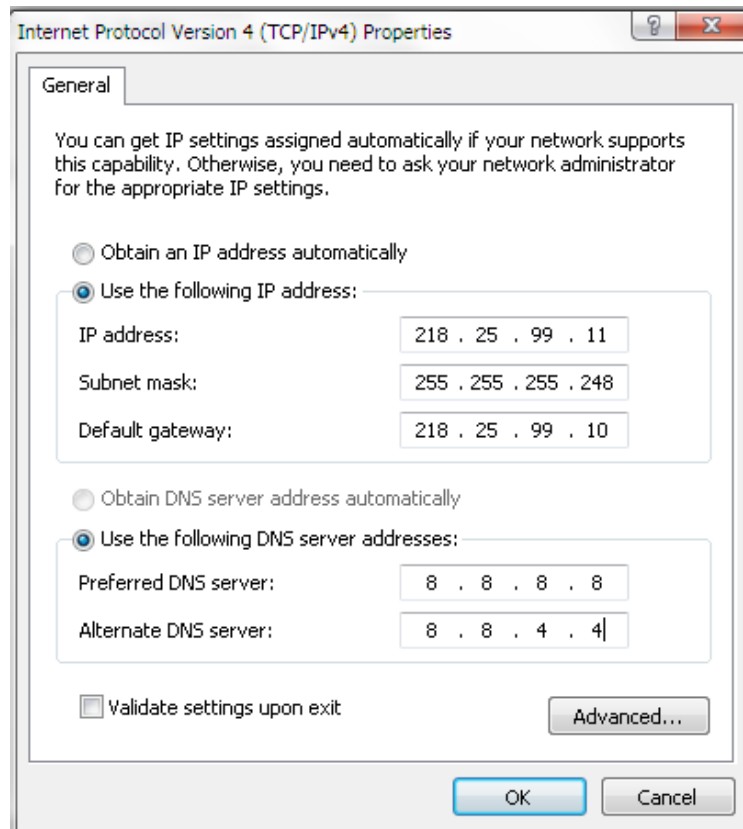 Internet Protocol Version 4 (TCP/IPv4) Properties
General
You can get IP settings assigned automatically if your network supports
this capability. Otherwise, you need to ask your network administrator
for the appropriate IP settings.
Obtain an IP address automatically
Use the following IP address:
IP address: 218 . 25 . 99 . 11
Subnet mask: 255 . 255 . 255 . 248
Default gateway: 218 . 25 . 99 . 10
Obtain DNS server address automatically
Use the following DNS server addresses:
Preferred DNS server: 8 . 8 . 8 . 8
Alternate DNS server: 8 . 8 . 4 . 4
Validate settings upon exit
Advanced...
OK Cancel